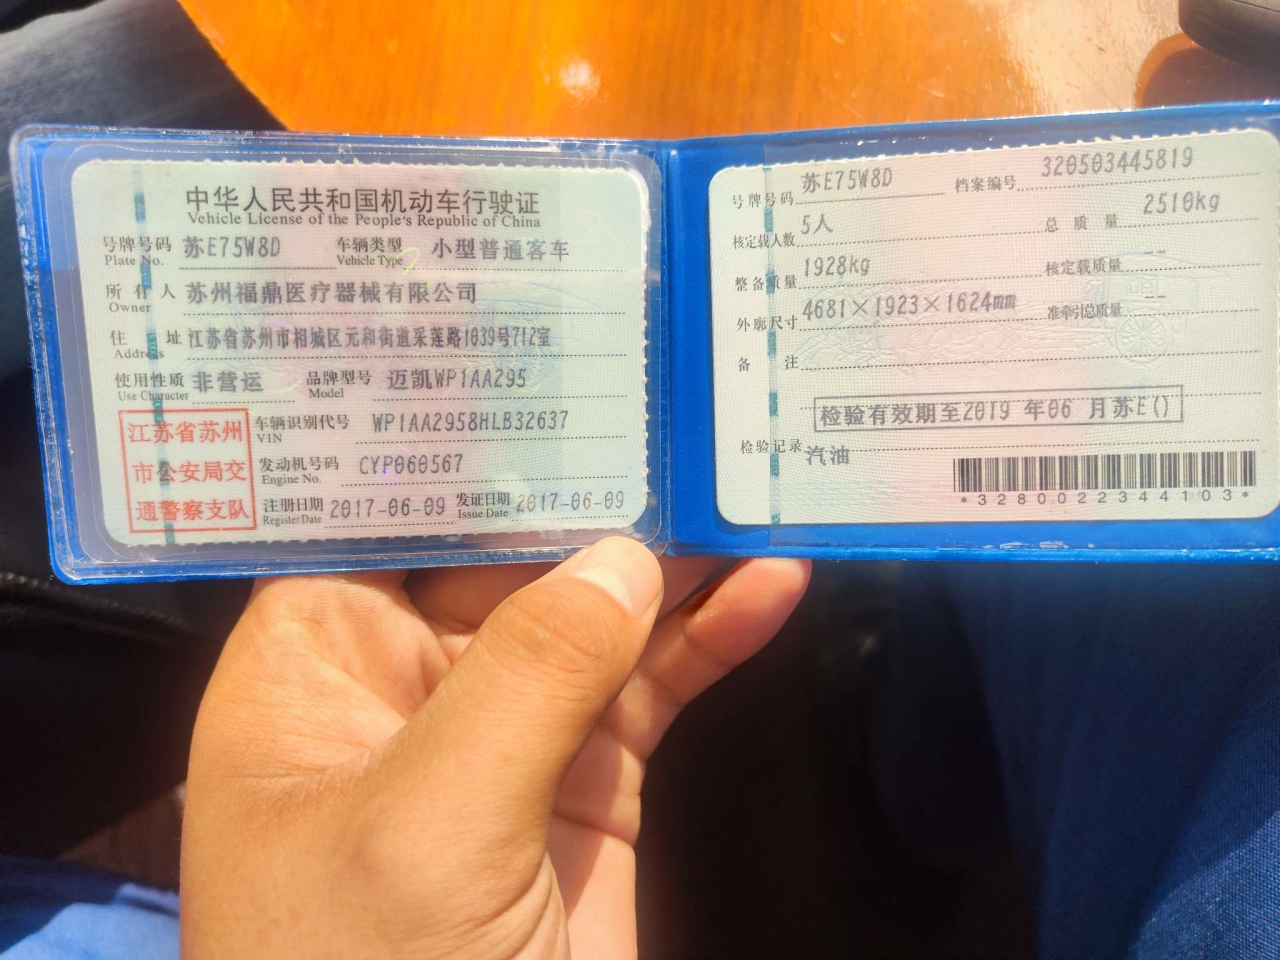 中华人民共和国机动车行驶证
Vehicle License of the People's Republic of China
号牌号码 苏E75W8D 车辆类型 小型普通客车
Plate No. Vehicle Type
所有人 苏州福鼎医疗器械有限公司
Owner
住址 江苏省苏州市相城区元和街道采莲路1039号712室
Address
使用性质 非营运 品牌型号 迈凯WP1AA295
Use Character Model
江苏省苏州
市公安局交
通警察支队
车辆识别代号 WP1AA2958HLB32637
VIN
发动机号码 CYP060567
Engine No.
注册日期 2017-06-09 发证日期 2017-06-09
Register Date Issue Date
号牌号码 苏E75W8D 档案编号 320503445819
核定载人数 5人 总质量 2510kg
整备质量 1928kg 核定载质量 --
外廓尺寸 4681×1923×1624mm 准牵引总质量 --
备注
检验有效期至2019 年06 月苏E()
检验记录 汽油
*3280022344103*